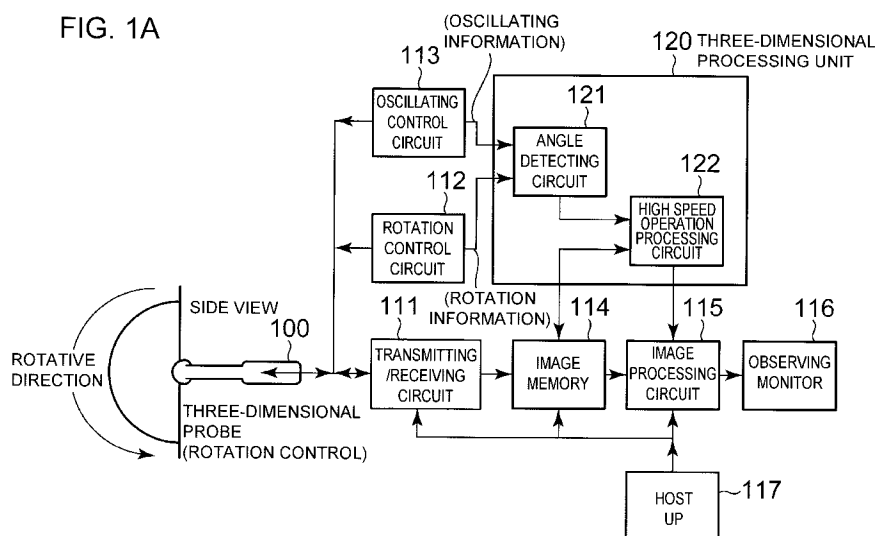 FIG. 1A
(OSCILLATING
INFORMATION)
120
THREE-DIMENSIONAL
PROCESSING UNIT
113
OSCILLATING
CONTROL
CIRCUIT
121
ANGLE
DETECTING
CIRCUIT
122
HIGH SPEED
OPERATION
PROCESSING
CIRCUIT
112
ROTATION
CONTROL
CIRCUIT
(ROTATION
INFORMATION)
SIDE VIEW
100
ROTATIVE
DIRECTION
THREE-DIMENSIONAL
PROBE
(ROTATION CONTROL)
111
TRANSMITTING
/RECEIVING
CIRCUIT
114
IMAGE
MEMORY
115
IMAGE
PROCESSING
CIRCUIT
116
OBSERVING
MONITOR
HOST
UP
117